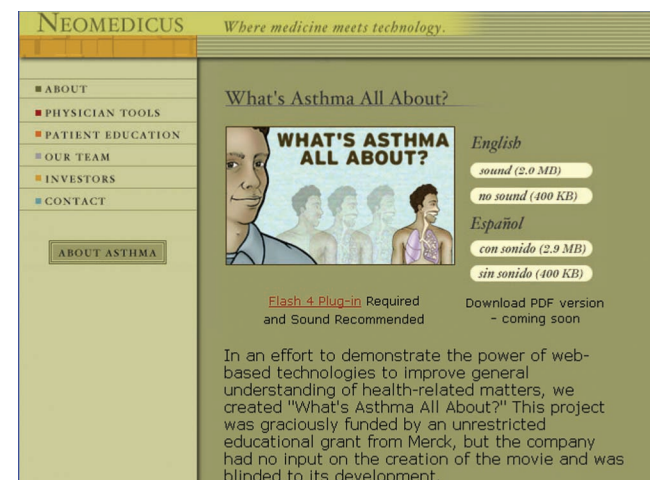 NEOMEDICUS
Where medicine meets technology.
ABOUT
PHYSICIAN TOOLS
PATIENT EDUCATION
OUR TEAM
INVESTORS
CONTACT
ABOUT ASTHMA
What's Asthma All About?
WHAT'S ASTHMA
ALL ABOUT?
English
sound (2.0 MB)
no sound (400 KB)
Español
con sonido (2.9 MB)
sin sonido (400 KB)
Flash 4 Plug-in Required
and Sound Recommended
Download PDF version
- coming soon
In an effort to demonstrate the power of web-
based technologies to improve general
understanding of health-related matters, we
created "What's Asthma All About?" This project
was graciously funded by an unrestricted
educational grant from Merck, but the company
had no input on the creation of the movie and was
blinded to its development.